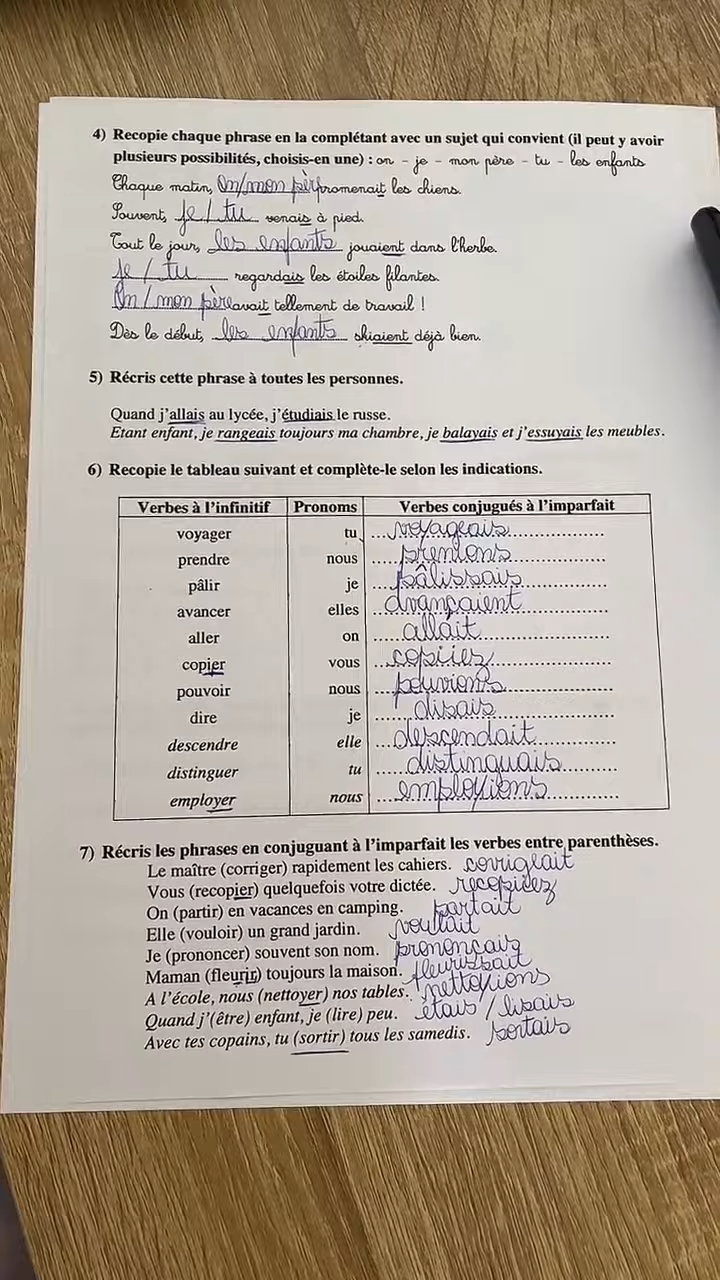 4) Recopie chaque phrase en la complétant avec un sujet qui convient (il peut y avoir
plusieurs possibilités, choisis-en une) : on - je - mon père - tu - les enfants
Chaque matin, On/mon père promenait les chiens.
Souvent, je / tu venais à pied.
Tout le jour, les enfants jouaient dans l'herbe.
je / tu regardais les étoiles filantes.
On / mon père avait tellement de travail !
Dès le début, les enfants skiaient déjà bien.
5) Récris cette phrase à toutes les personnes.
Quand j'allais au lycée, j'étudiais le russe.
Etant enfant, je rangeais toujours ma chambre, je balayais et j'essuyais les meubles.
6) Recopie le tableau suivant et complète-le selon les indications.
Verbes à l'infinitif Pronoms Verbes conjugués à l'imparfait
voyager tu voyageais
prendre nous prenions
pâlir je pâlissais
avancer elles avançaient
aller on allait
copier vous copiiez
pouvoir nous pouvions
dire je disais
descendre elle descendait
distinguer tu distinguais
employer nous employions
7) Récris les phrases en conjuguant à l'imparfait les verbes entre parenthèses.
Le maître (corriger) rapidement les cahiers. corrigeait
Vous (recopier) quelquefois votre dictée. recopiiez
On (partir) en vacances en camping. partait
Elle (vouloir) un grand jardin. voulait
Je (prononcer) souvent son nom. prononçais
Maman (fleurir) toujours la maison. fleurissait
A l'école, nous (nettoyer) nos tables. nettoyions
Quand j'(être) enfant, je (lire) peu. étais / lisais
Avec tes copains, tu (sortir) tous les samedis. sortais